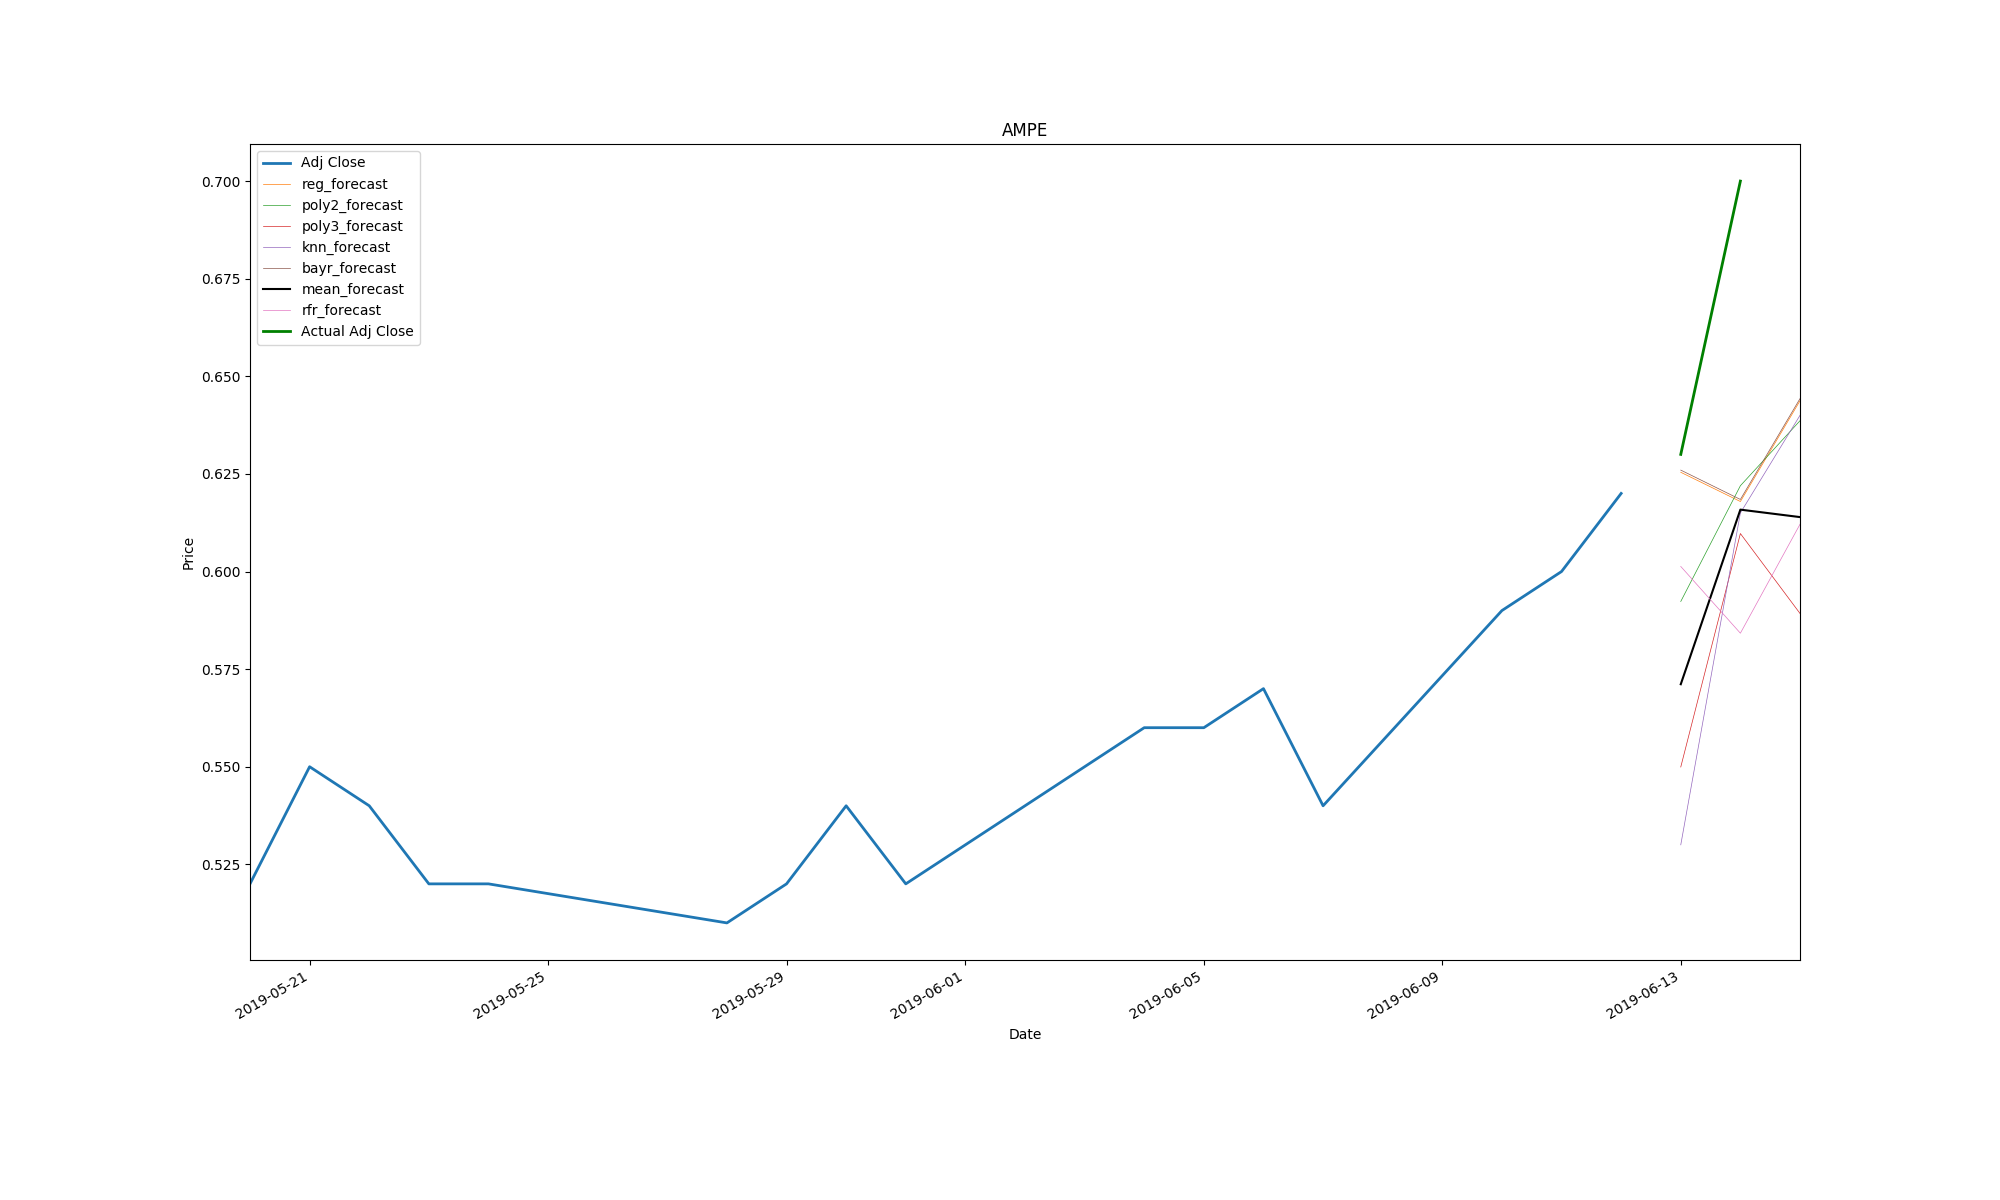 AMPE
Adj Close
reg_forecast
poly2_forecast
poly3_forecast
knn_forecast
bayr_forecast
mean_forecast
rfr_forecast
Actual Adj Close
0.700
0.675
0.650
0.625
0.600
0.575
0.550
0.525
Price
2019-05-21
2019-05-25
2019-05-29
2019-06-01
2019-06-05
2019-06-09
2019-06-13
Date